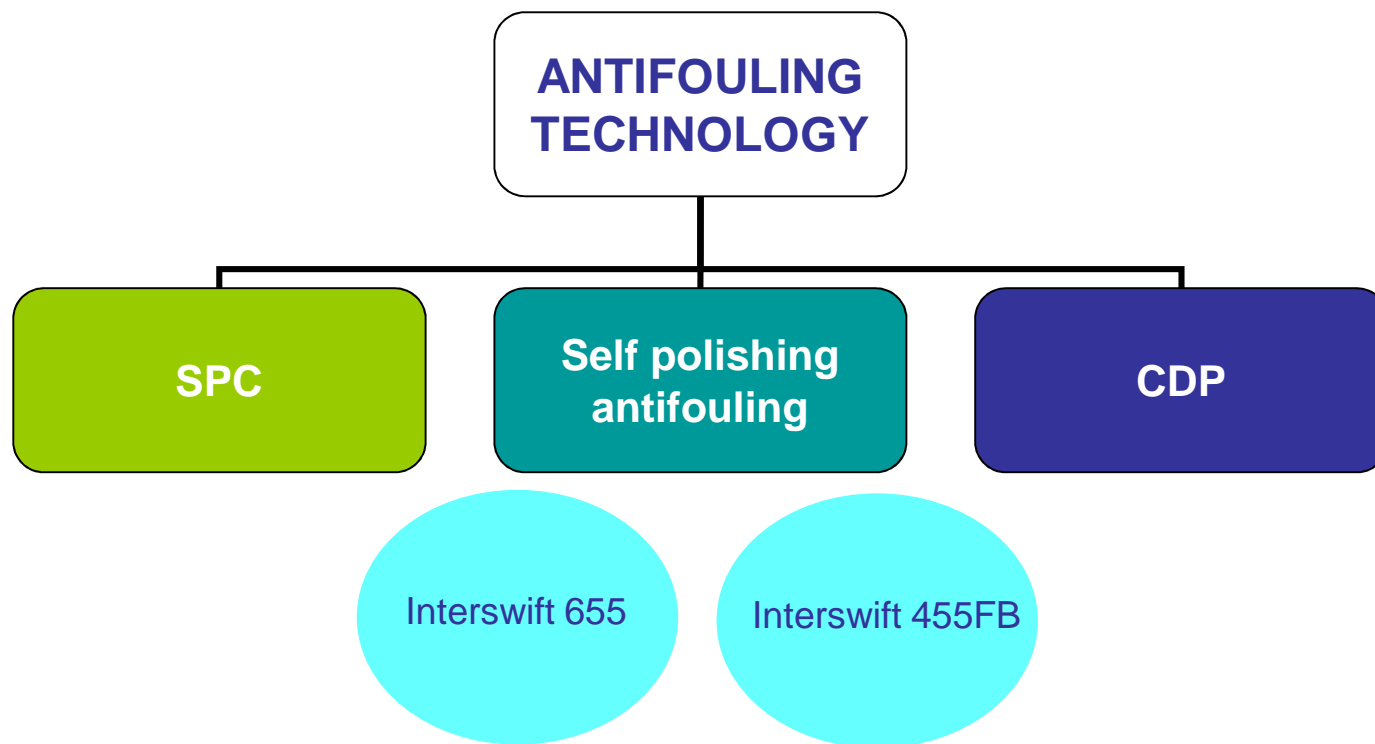 ANTIFOULING
TECHNOLOGY
SPC
Self polishing
antifouling
CDP
Interswift 655
Interswift 455FB